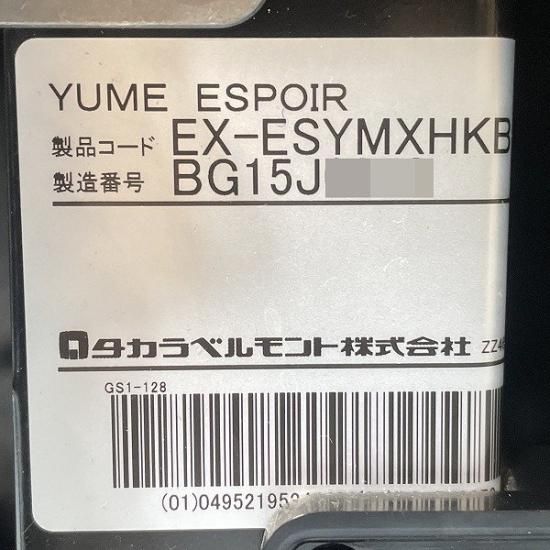 YUME ESPOIR
製品コード EX-ESYMXHKB
製造番号 BG15J
タカラベルモント株式会社 ZZ4
GS1-128
(01)049521953